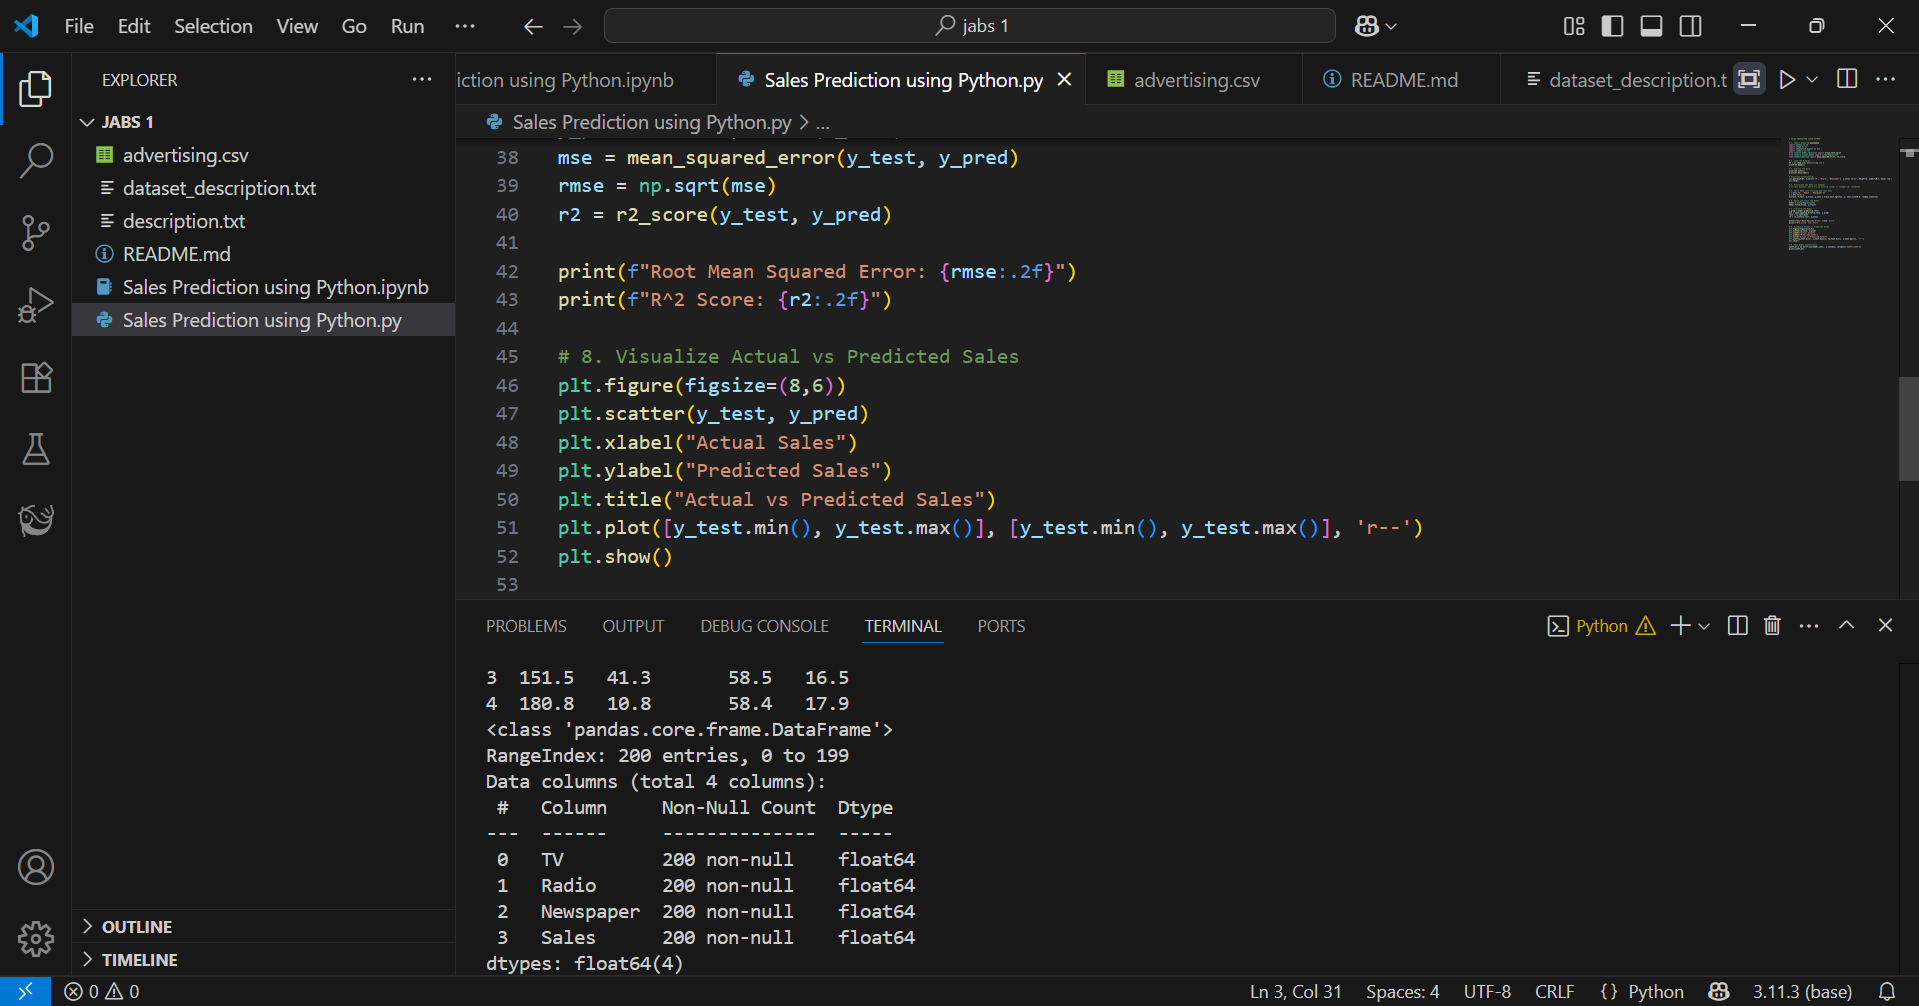 File Edit Selection View Go Run ··· jabs 1
EXPLORER ···
JABS 1
advertising.csv
dataset_description.txt
description.txt
README.md
Sales Prediction using Python.ipynb
Sales Prediction using Python.py
OUTLINE
TIMELINE
iction using Python.ipynb Sales Prediction using Python.py advertising.csv README.md dataset_description.t
Sales Prediction using Python.py > ...
38 mse = mean_squared_error(y_test, y_pred)
39 rmse = np.sqrt(mse)
40 r2 = r2_score(y_test, y_pred)
41
42 print(f"Root Mean Squared Error: {rmse:.2f}")
43 print(f"R^2 Score: {r2:.2f}")
44
45 # 8. Visualize Actual vs Predicted Sales
46 plt.figure(figsize=(8,6))
47 plt.scatter(y_test, y_pred)
48 plt.xlabel("Actual Sales")
49 plt.ylabel("Predicted Sales")
50 plt.title("Actual vs Predicted Sales")
51 plt.plot([y_test.min(), y_test.max()], [y_test.min(), y_test.max()], 'r--')
52 plt.show()
53
PROBLEMS OUTPUT DEBUG CONSOLE TERMINAL PORTS Python
3 151.5 41.3 58.5 16.5
4 180.8 10.8 58.4 17.9
<class 'pandas.core.frame.DataFrame'>
RangeIndex: 200 entries, 0 to 199
Data columns (total 4 columns):
# Column Non-Null Count Dtype
--- ------ -------------- -----
0 TV 200 non-null float64
1 Radio 200 non-null float64
2 Newspaper 200 non-null float64
3 Sales 200 non-null float64
dtypes: float64(4)
0 0 Ln 3, Col 31 Spaces: 4 UTF-8 CRLF {} Python 3.11.3 (base)